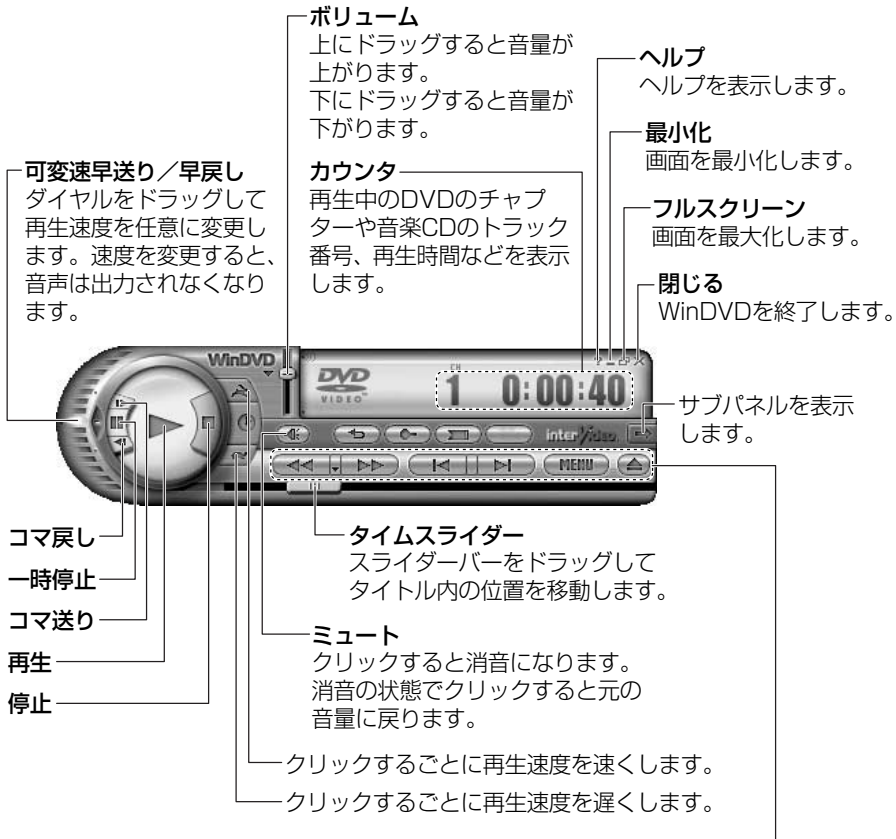 ボリューム
上にドラッグすると音量が
上がります。
下にドラッグすると音量が
下がります。
ヘルプ
ヘルプを表示します。
最小化
画面を最小化します。
可変速早送り／早戻し
ダイヤルをドラッグして
再生速度を任意に変更し
ます。速度を変更すると、
音声は出力されなくなり
ます。
カウンタ
再生中のDVDのチャプ
ターや音楽CDのトラック
番号、再生時間などを表示
します。
フルスクリーン
画面を最大化します。
閉じる
WinDVDを終了します。
WinDVD
DVD
VIDEO
CH
1 0:00:40
InterVideo
MENU
サブパネルを表示
します。
コマ戻し
一時停止
コマ送り
再生
停止
タイムスライダー
スライダーバーをドラッグして
タイトル内の位置を移動します。
ミュート
クリックすると消音になります。
消音の状態でクリックすると元の
音量に戻ります。
クリックするごとに再生速度を速くします。
クリックするごとに再生速度を遅くします。